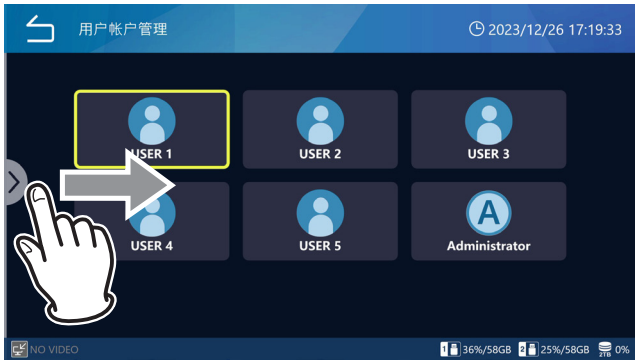 用户帐户管理
2023/12/26 17:19:33
USER 1
USER 2
USER 3
USER 4
USER 5
A
Administrator
NO VIDEO
1 36%/58GB 2 25%/58GB 2TB 0%